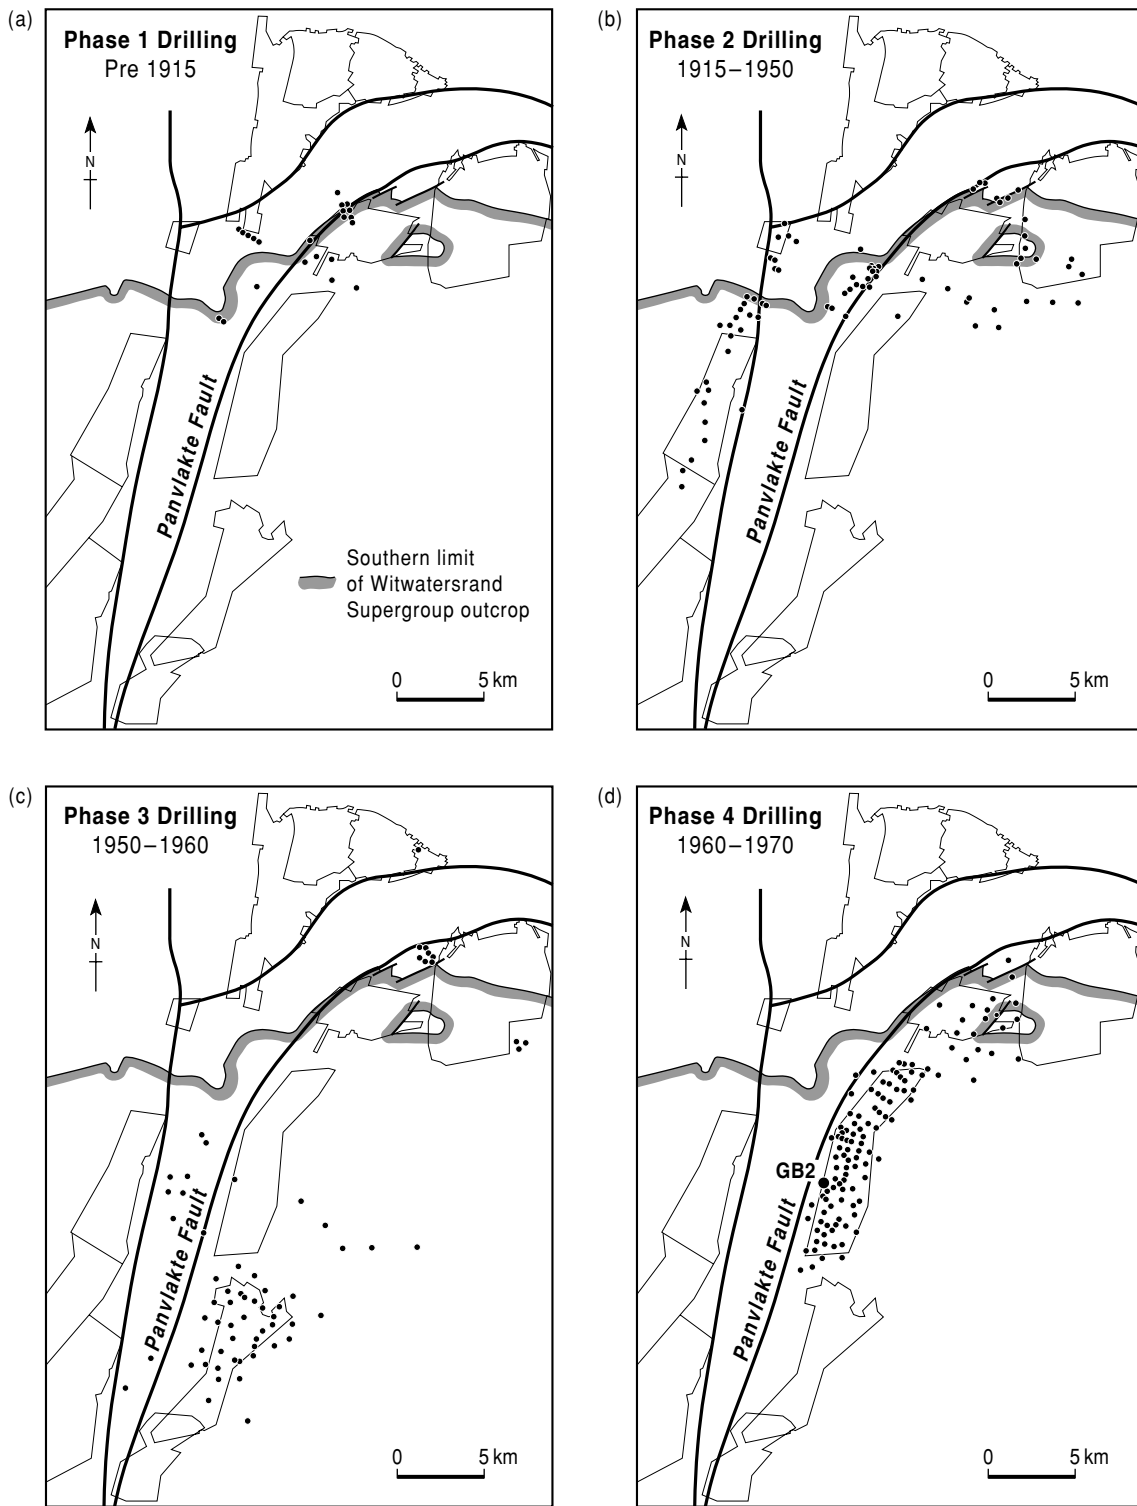 (a)
Phase 1 Drilling
Pre 1915
N
Panvlakte Fault
Southern limit
of Witwatersrand
Supergroup outcrop
0 5 km
(b)
Phase 2 Drilling
1915–1950
N
Panvlakte Fault
0 5 km
(c)
Phase 3 Drilling
1950–1960
N
Panvlakte Fault
0 5 km
(d)
Phase 4 Drilling
1960–1970
N
GB2
Panvlakte Fault
0 5 km